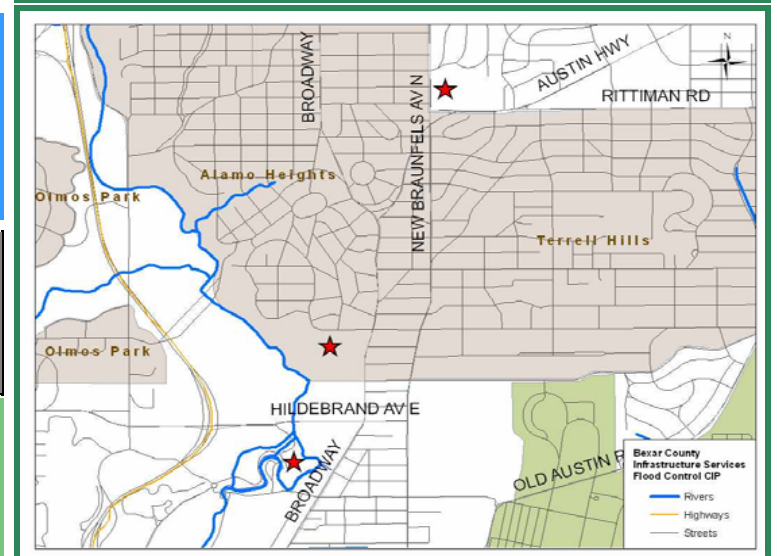 BROADWAY
NEW BRAUNFELS AV N
AUSTIN HWY
N
RITTIMAN RD
Alamo Heights
Olmos Park
Terrell Hills
Olmos Park
HILDEBRAND AV E
BROADWAY
OLD AUSTIN R
Bexar County
Infrastructure Services
Flood Control CIP
Rivers
Highways
Streets